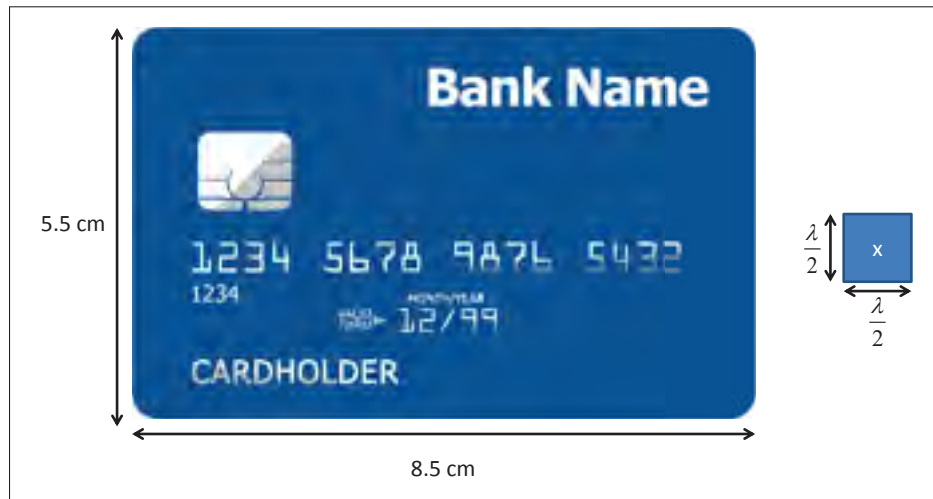 Bank Name
5.5 cm
1234 5678 9876 5432
1234
MONTH/YEAR
12/99
CARDHOLDER
8.5 cm
λ/2
x
λ/2